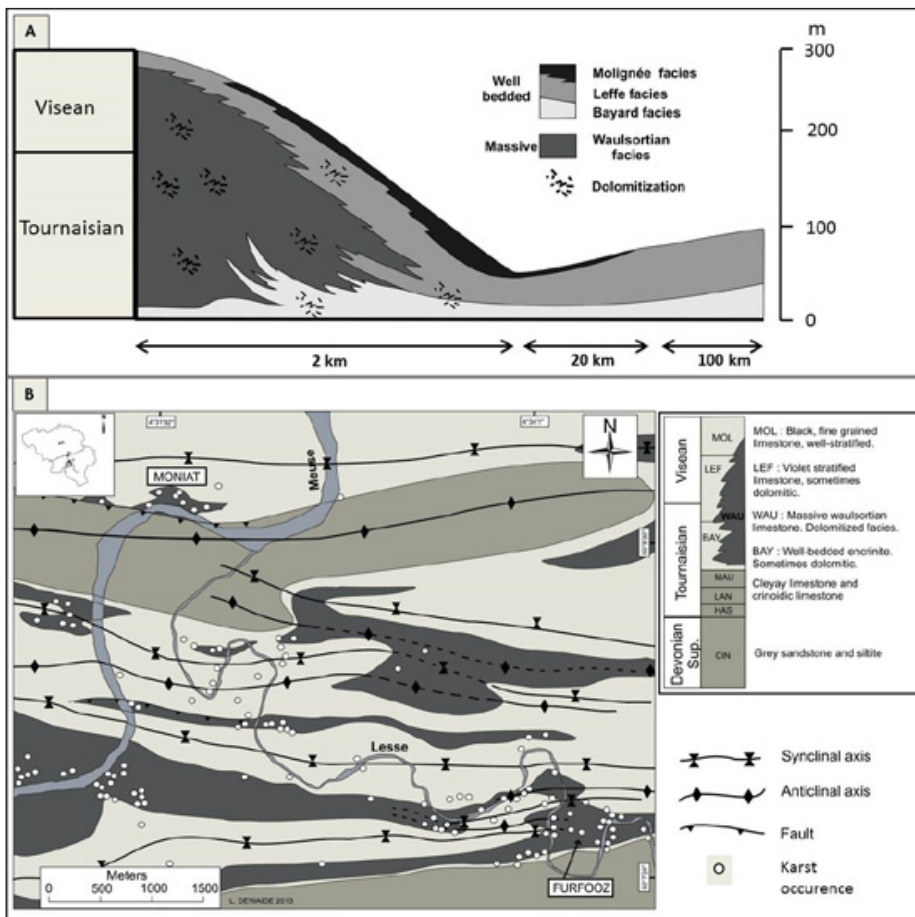 A
Visean
Tournaisian
Well
bedded
Molignée facies
Leffe facies
Bayard facies
Massive
Waulsortian
facies
Dolomitization
m
300
200
100
0
2 km
20 km
100 km
B
MONIAT
Meuse
N
Lesse
FURFOOZ
Meters
0 500 1000 1500
L. DEWAIDE 2013
Visean
Tournaisian
Devonian
Sup.
MOL
LEF
WAU
BAY
MAU
LAN
HAS
CIN
MOL : Black, fine grained
limestone, well-stratified.
LEF : Violet stratified
limestone, sometimes
dolomitic.
WAU : Massive waulsortian
limestone. Dolomitized facies.
BAY : Well-bedded encrinite.
Sometimes dolomitic.
Cleyay limestone and
crinoidic limestone
Grey sandstone and siltite
Synclinal axis
Anticlinal axis
Fault
Karst
occurence